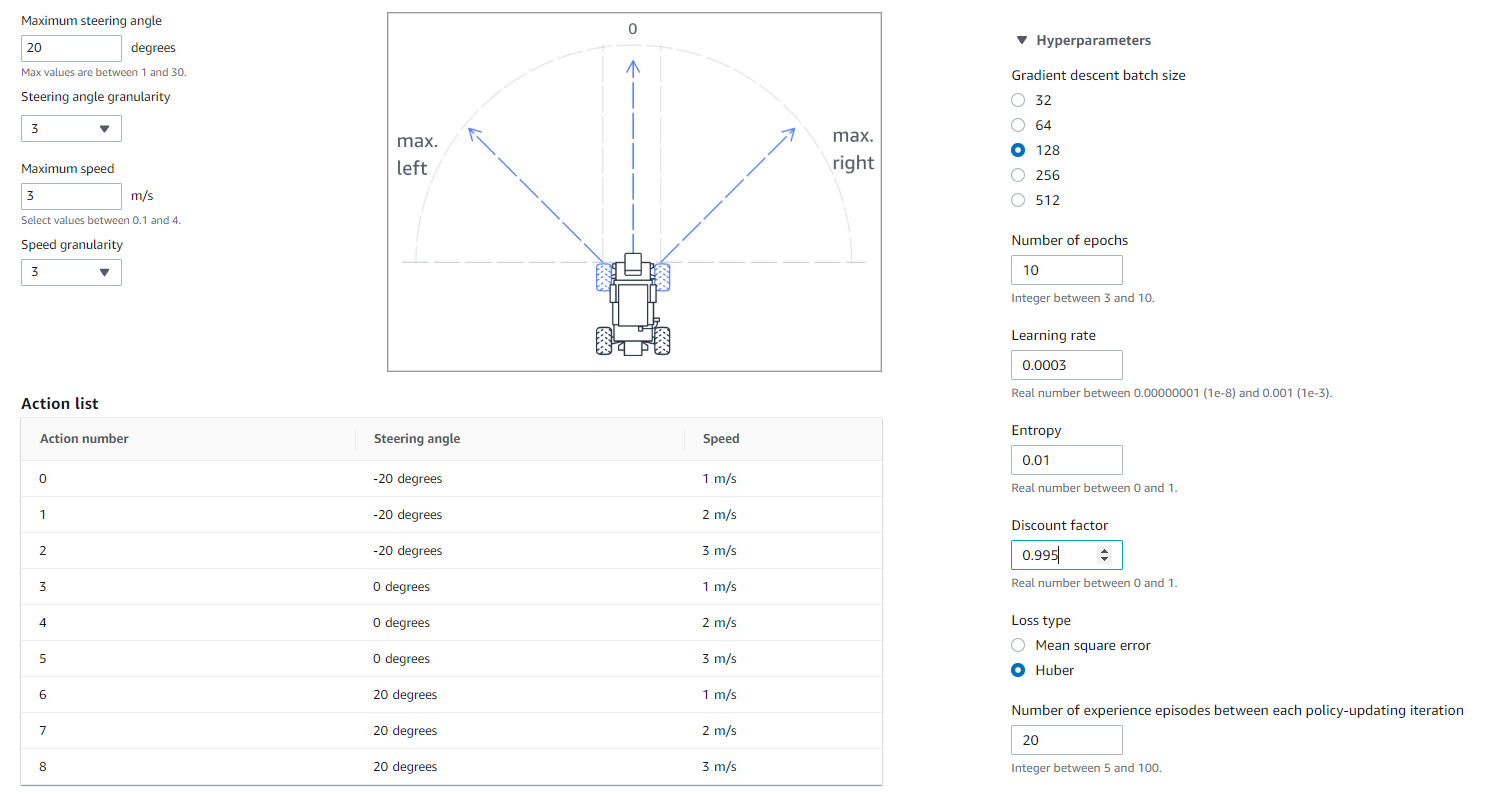 Maximum steering angle
20 degrees
Max values are between 1 and 30.
Steering angle granularity
3
Maximum speed
3 m/s
Select values between 0.1 and 4.
Speed granularity
3
0
max. left
max. right
Action list
Action number Steering angle Speed
0 -20 degrees 1 m/s
1 -20 degrees 2 m/s
2 -20 degrees 3 m/s
3 0 degrees 1 m/s
4 0 degrees 2 m/s
5 0 degrees 3 m/s
6 20 degrees 1 m/s
7 20 degrees 2 m/s
8 20 degrees 3 m/s
Hyperparameters
Gradient descent batch size
32
64
128
256
512
Number of epochs
10
Integer between 3 and 10.
Learning rate
0.0003
Real number between 0.00000001 (1e-8) and 0.001 (1e-3).
Entropy
0.01
Real number between 0 and 1.
Discount factor
0.995
Real number between 0 and 1.
Loss type
Mean square error
Huber
Number of experience episodes between each policy-updating iteration
20
Integer between 5 and 100.